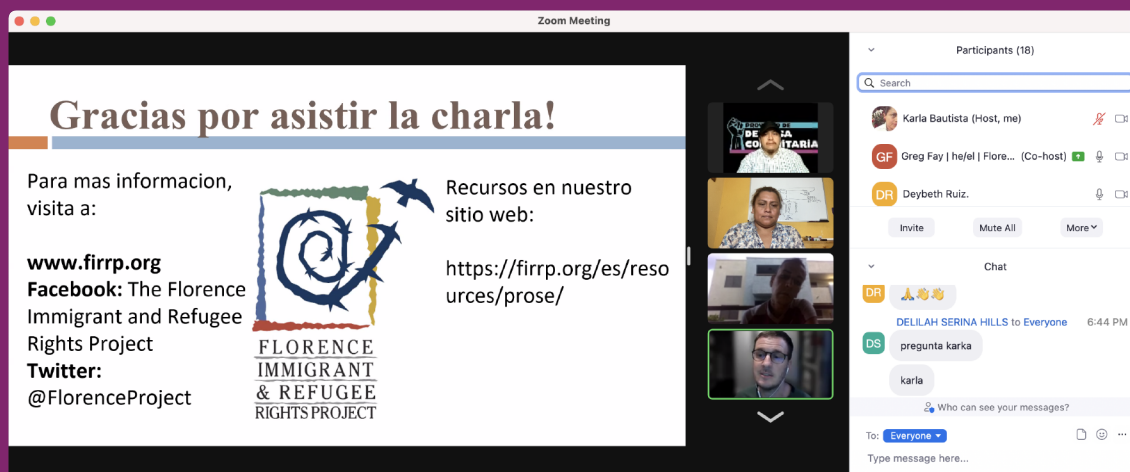 Zoom Meeting
Gracias por asistir la charla!
Para mas informacion,
visita a:
www.firrp.org
Facebook: The Florence
Immigrant and Refugee
Rights Project
Twitter:
@FlorenceProject
FLORENCE
IMMIGRANT
& REFUGEE
RIGHTS PROJECT
Recursos en nuestro
sitio web:
https://firrp.org/es/reso
urces/prose/
Participants (18)
Search
Karla Bautista (Host, me)
GF Greg Fay | he/el | Flore... (Co-host)
DR Deybeth Ruiz.
Invite Mute All More
Chat
DR 🙏👏👏
DELILAH SERINA HILLS to Everyone 6:44 PM
DS pregunta karka
karla
Who can see your messages?
To: Everyone
Type message here...